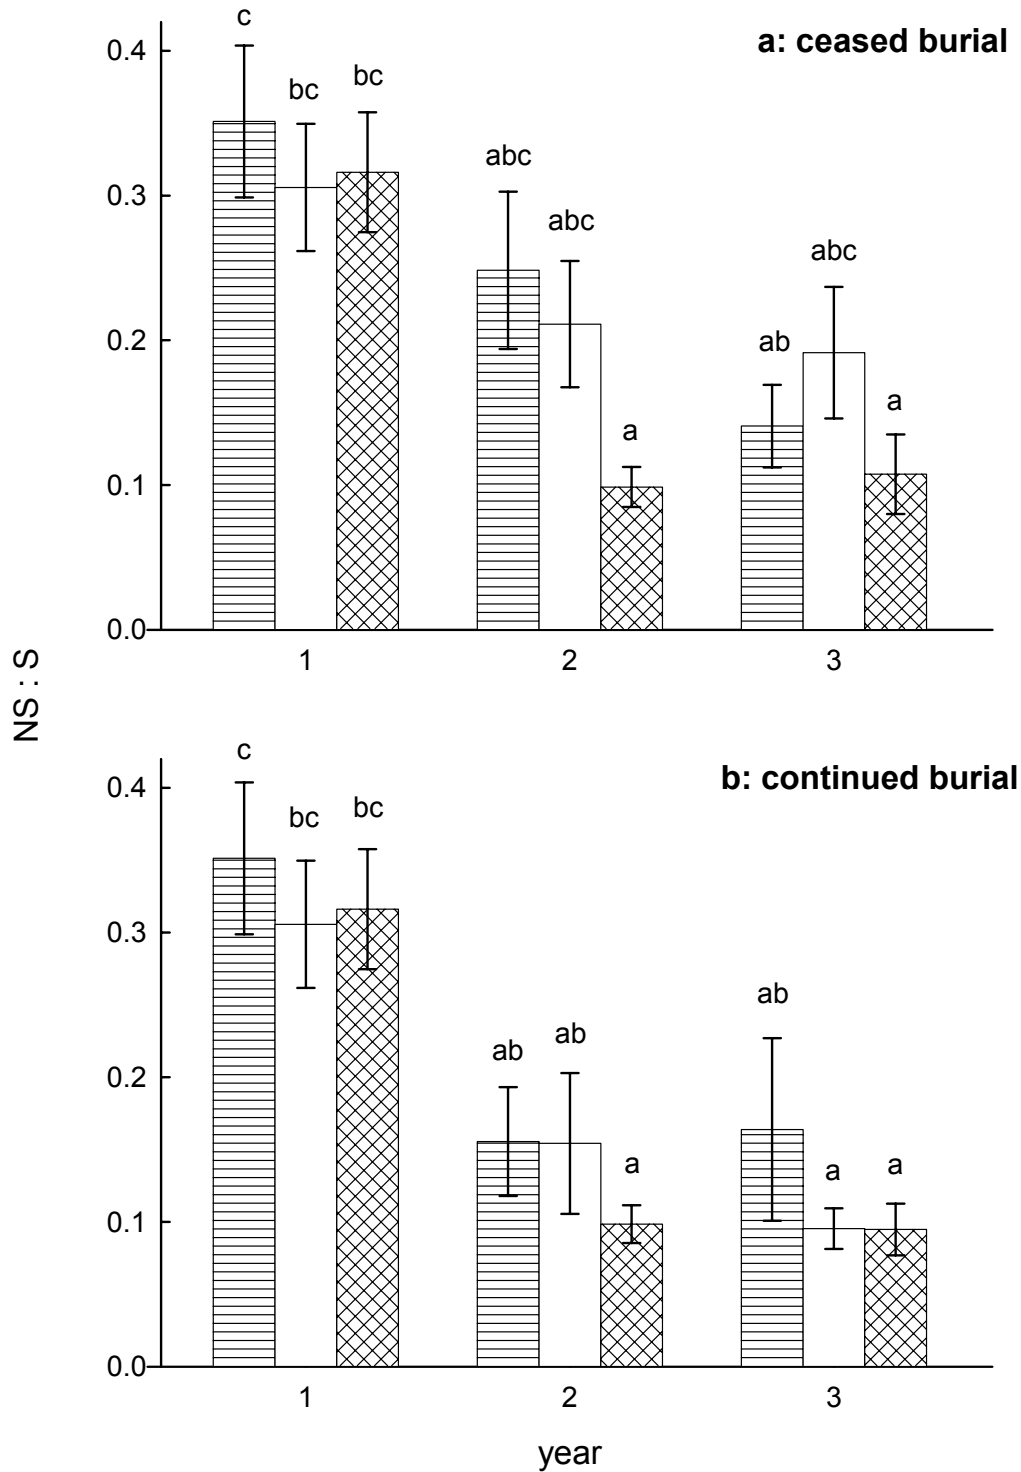 a: ceased burial
c
bc
bc
abc
abc
a
ab
abc
a
0.4
0.3
0.2
0.1
0.0
1 2 3
NS : S
b: continued burial
c
bc
bc
ab
ab
a
ab
a
a
0.4
0.3
0.2
0.1
0.0
1 2 3
year